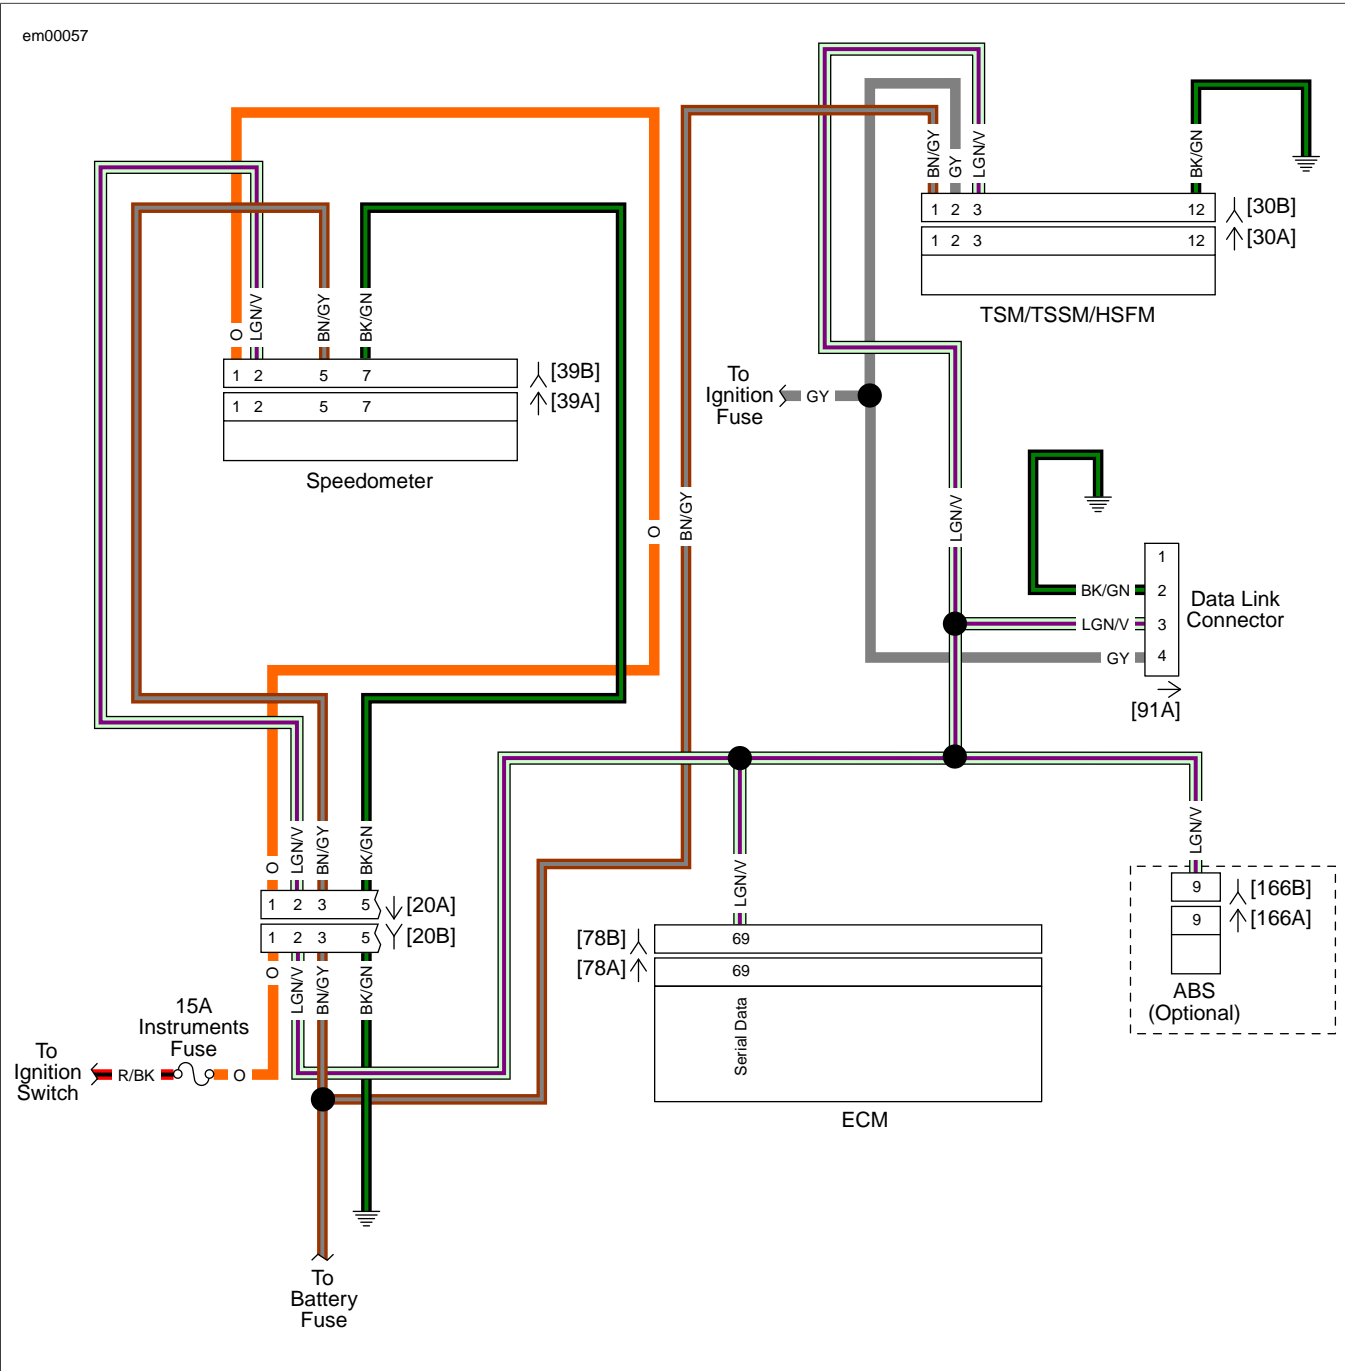 em00057
BN/GY
GY
LGN/V
BK/GN
1 2 3 12
[30B]
1 2 3 12
[30A]
TSM/TSSM/HSFM
O
LGN/V
BN/GY
BK/GN
1 2 5 7
[39B]
1 2 5 7
[39A]
Speedometer
To
Ignition
Fuse
GY
O
BN/GY
LGN/V
1
BK/GN 2
LGN/V 3
GY 4
Data Link
Connector
[91A]
O
LGN/V
BN/GY
BK/GN
1 2 3 5
[20A]
1 2 3 5
[20B]
O
LGN/V
BN/GY
BK/GN
15A
Instruments
Fuse
To
Ignition
Switch
R/BK
O
To
Battery
Fuse
LGN/V
[78B]
69
[78A]
69
Serial Data
ECM
LGN/V
9
[166B]
9
[166A]
ABS
(Optional)